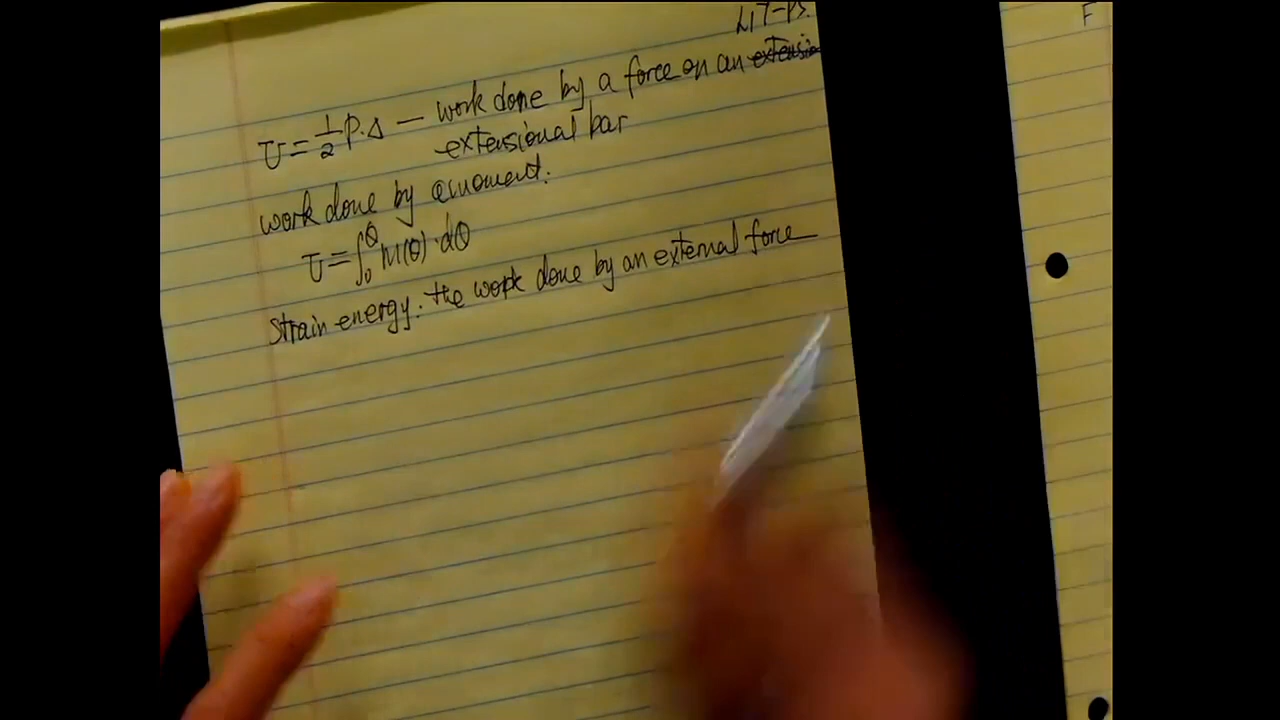 L17-P3.
U = 1/2 P·Δ — work done by a force on an
extensional bar
work done by a moment.
U = ∫₀^θ M(θ)·dθ
Strain energy: the work done by an external force
F